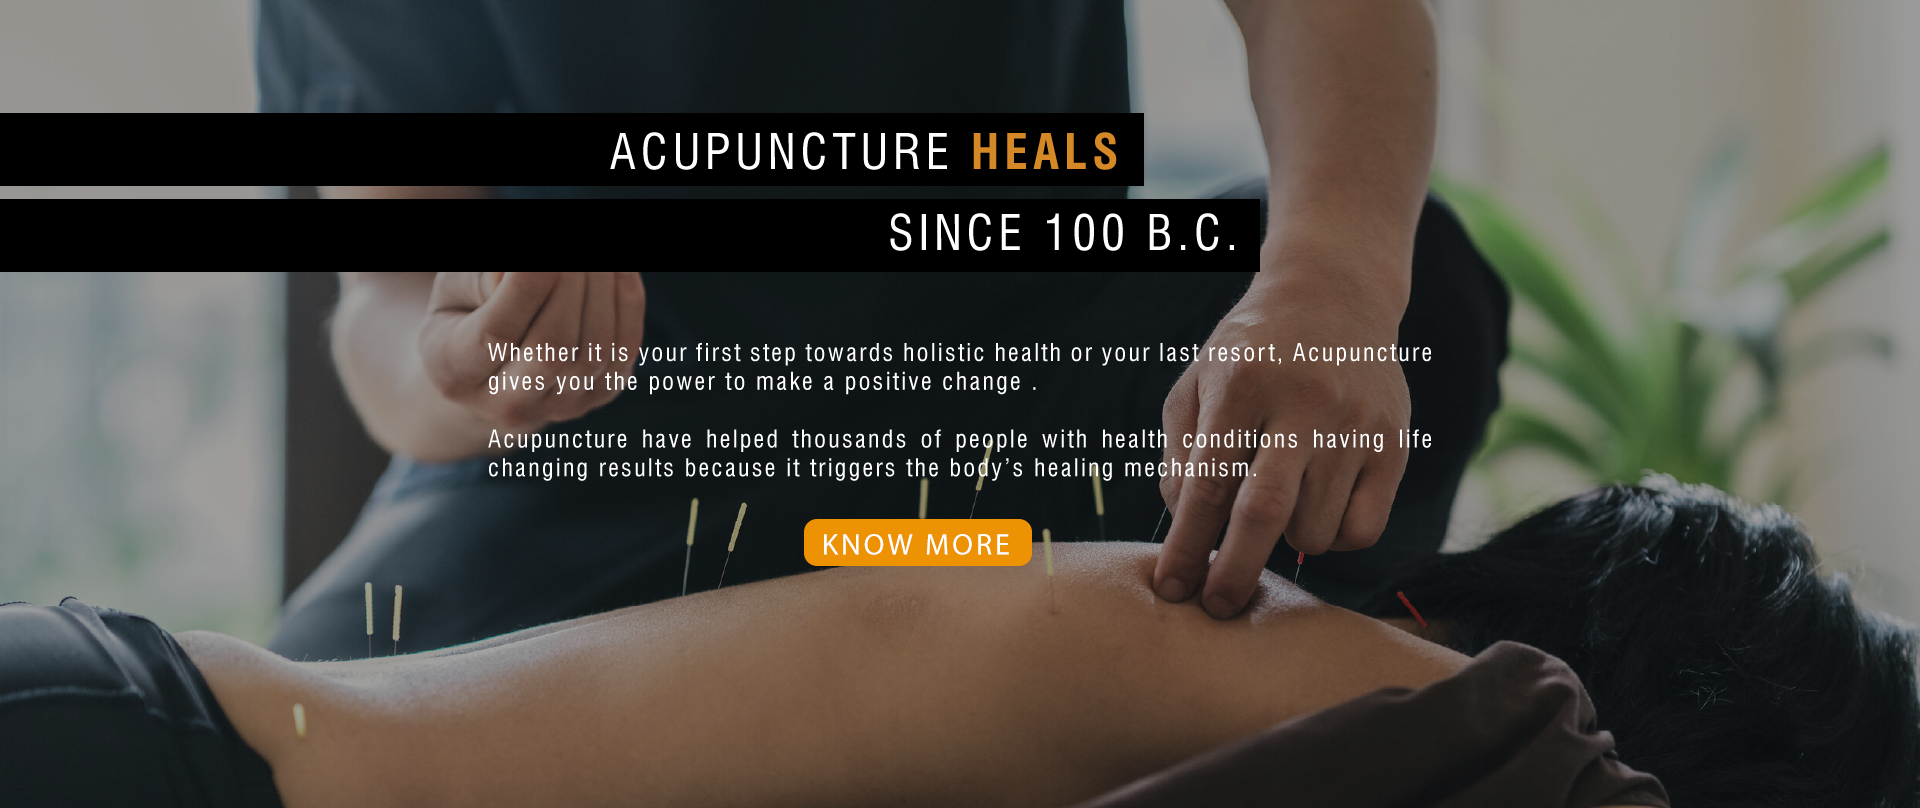 ACUPUNCTURE HEALS
SINCE 100 B.C.
Whether it is your first step towards holistic health or your last resort, Acupuncture
gives you the power to make a positive change .
Acupuncture have helped thousands of people with health conditions having life
changing results because it triggers the body’s healing mechanism.
KNOW MORE